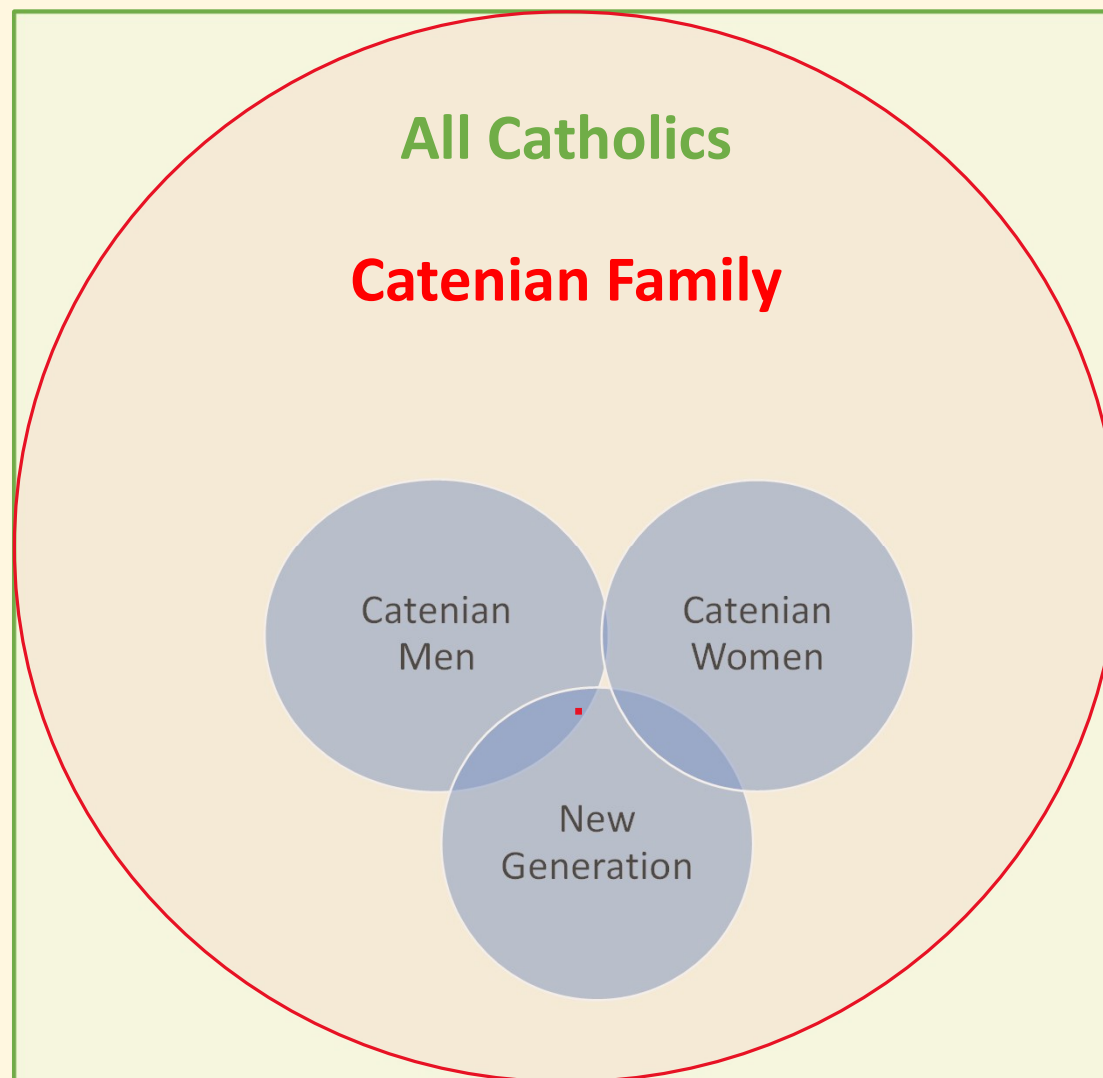 All Catholics
Catenian Family
Catenian
Men
Catenian
Women
New
Generation